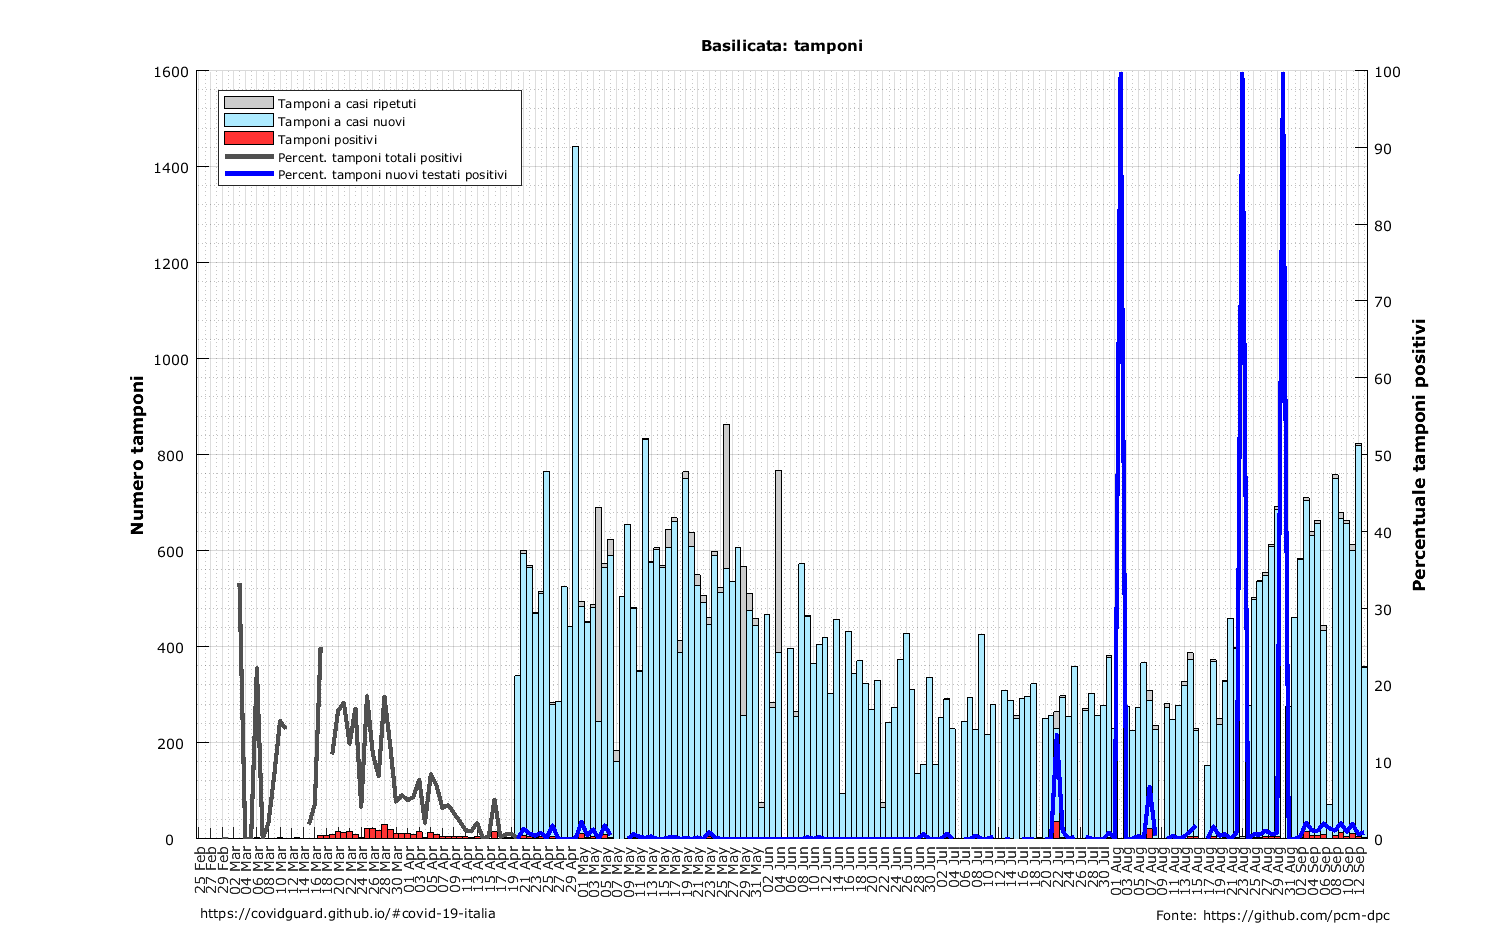 Basilicata: tamponi
1600
1400
1200
1000
800
600
400
200
0
Numero tamponi
Tamponi a casi ripetuti
Tamponi a casi nuovi
Tamponi positivi
Percent. tamponi totali positivi
Percent. tamponi nuovi testati positivi
100
90
80
70
60
50
40
30
20
10
0
Percentuale tamponi positivi
25 Feb
27 Feb
29 Feb
02 Mar
04 Mar
06 Mar
08 Mar
10 Mar
12 Mar
14 Mar
16 Mar
18 Mar
20 Mar
22 Mar
24 Mar
26 Mar
28 Mar
30 Mar
01 Apr
03 Apr
05 Apr
07 Apr
09 Apr
11 Apr
13 Apr
15 Apr
17 Apr
19 Apr
21 Apr
23 Apr
25 Apr
27 Apr
29 Apr
01 May
03 May
05 May
07 May
09 May
11 May
13 May
15 May
17 May
19 May
21 May
23 May
25 May
27 May
29 May
31 May
02 Jun
04 Jun
06 Jun
08 Jun
10 Jun
12 Jun
14 Jun
16 Jun
18 Jun
20 Jun
22 Jun
24 Jun
26 Jun
28 Jun
30 Jun
02 Jul
04 Jul
06 Jul
08 Jul
10 Jul
12 Jul
14 Jul
16 Jul
18 Jul
20 Jul
22 Jul
24 Jul
26 Jul
28 Jul
30 Jul
01 Aug
03 Aug
05 Aug
07 Aug
09 Aug
11 Aug
13 Aug
15 Aug
17 Aug
19 Aug
21 Aug
23 Aug
25 Aug
27 Aug
29 Aug
31 Aug
02 Sep
04 Sep
06 Sep
08 Sep
10 Sep
12 Sep
https://covidguard.github.io/#covid-19-italia
Fonte: https://github.com/pcm-dpc